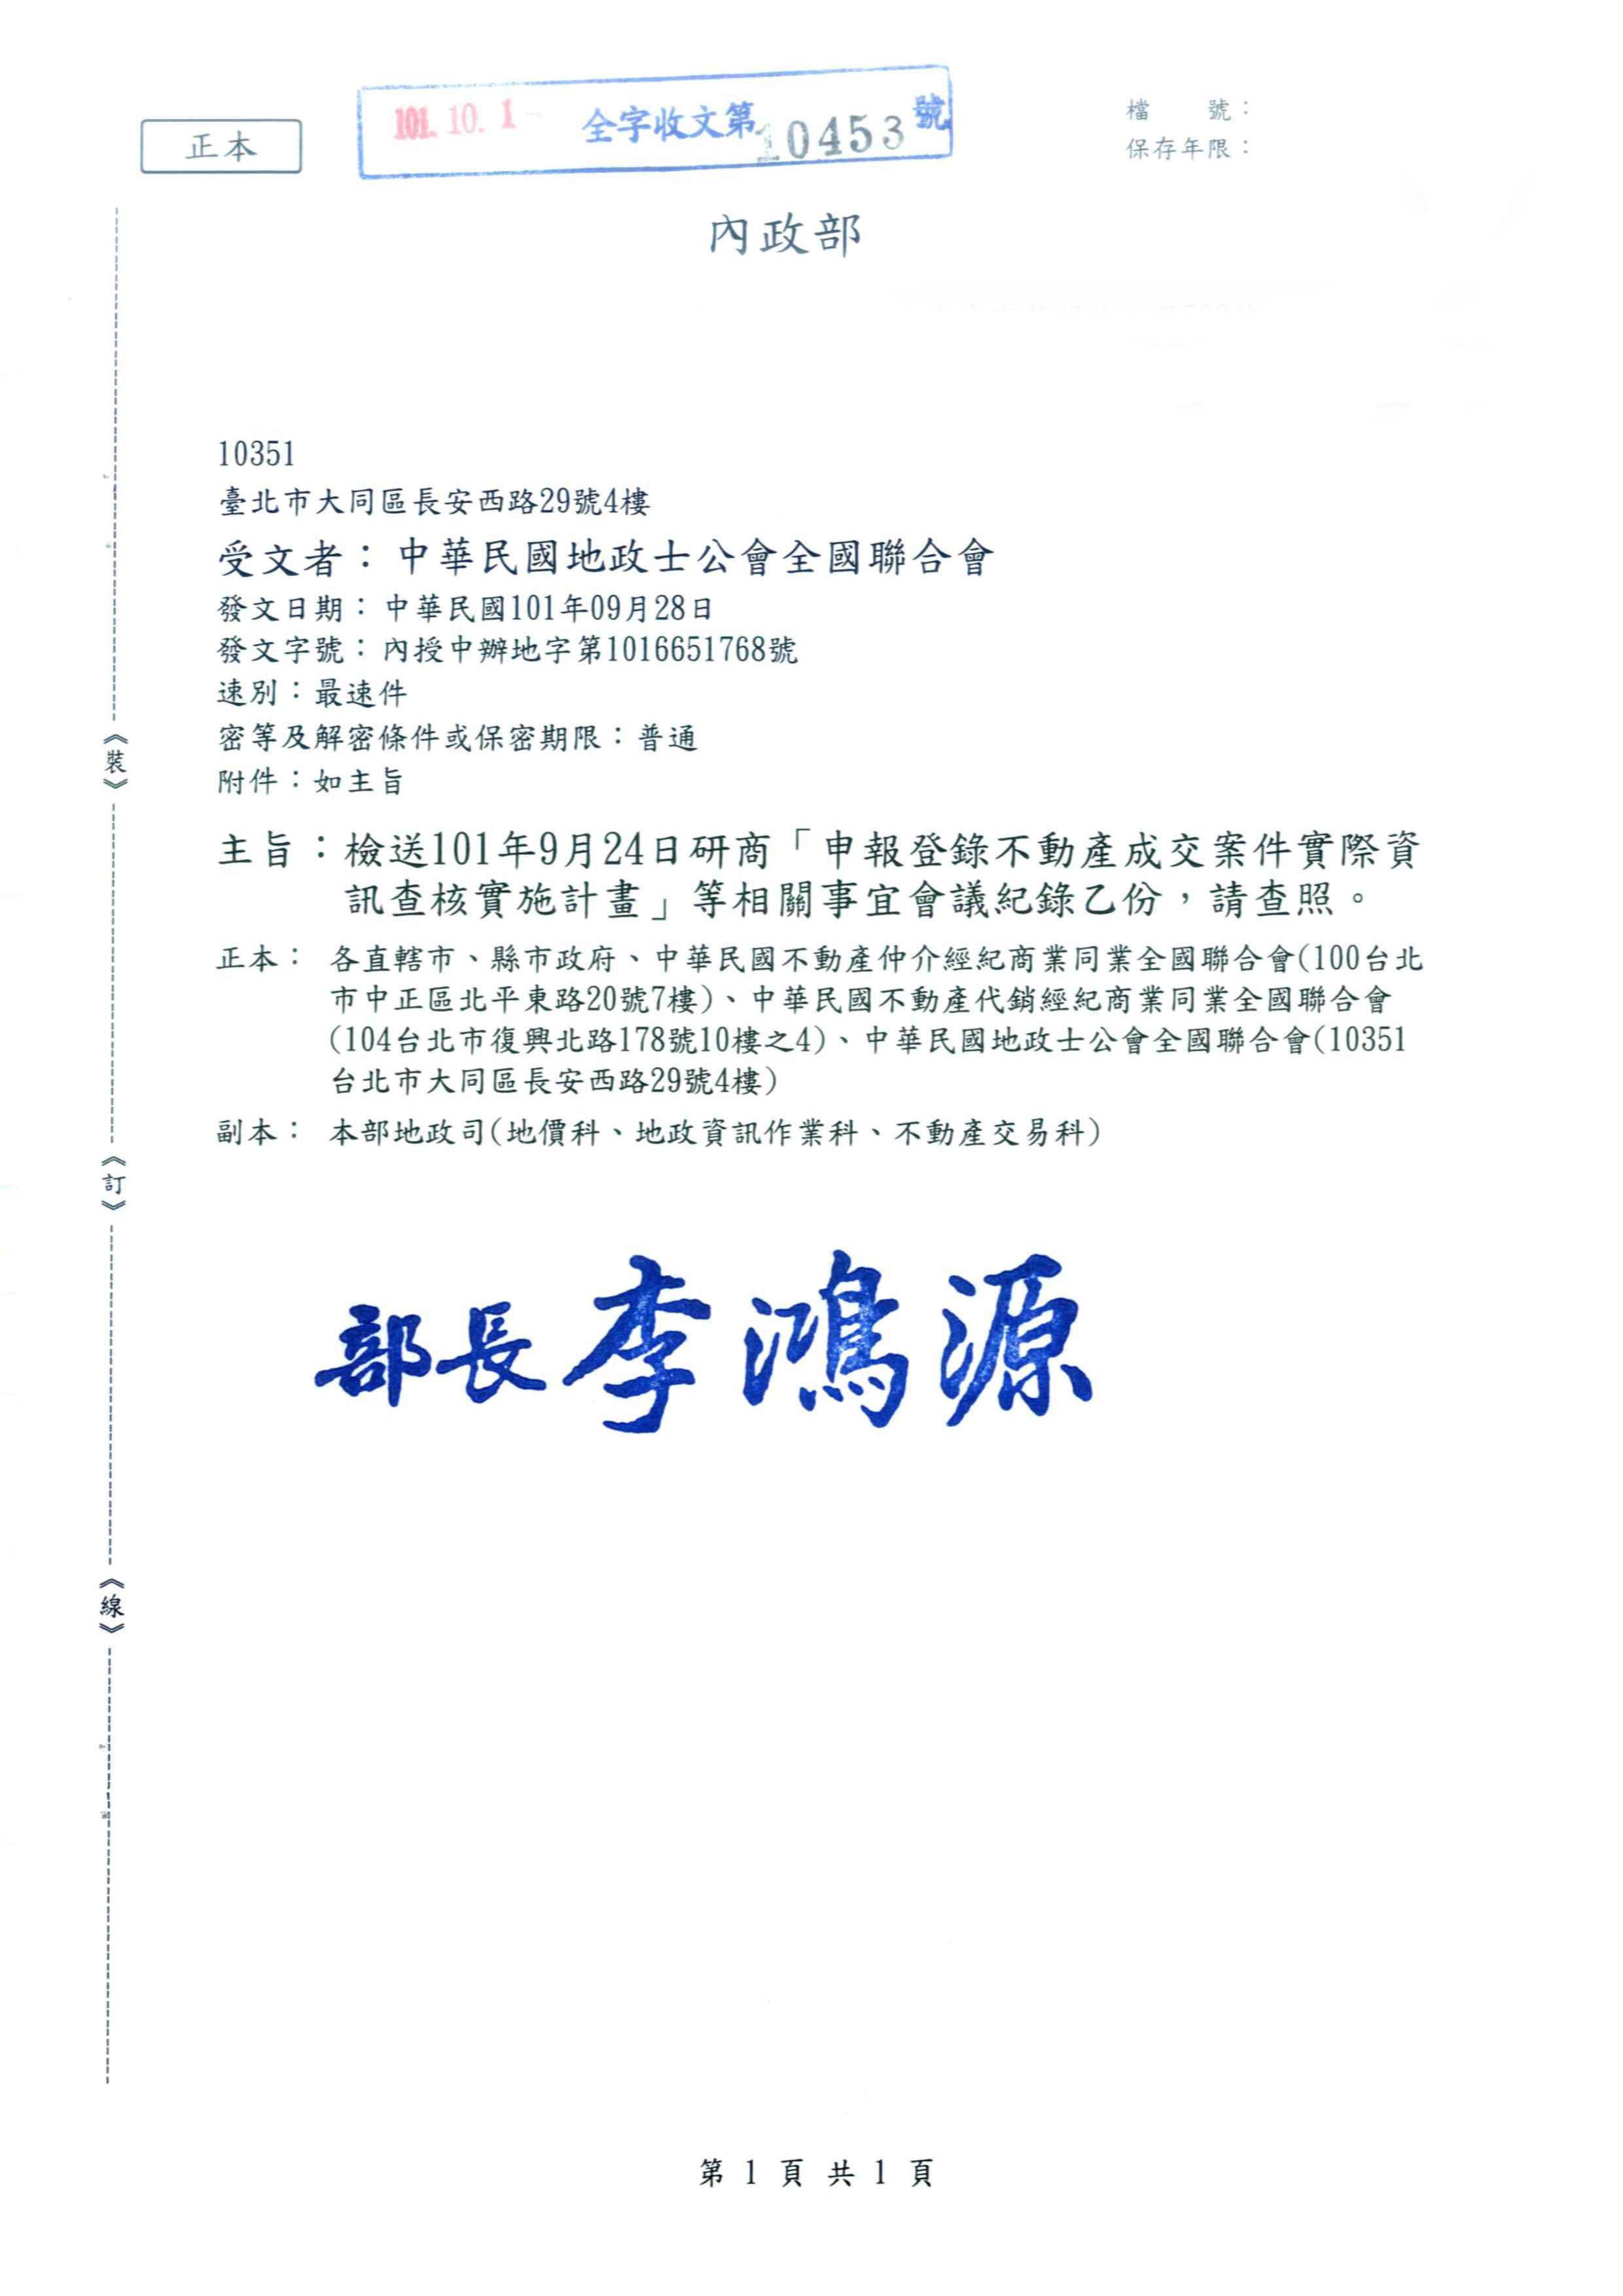 正本
101.10.1 全字收文第10453號
檔　　號：
保存年限：
內政部
10351
臺北市大同區長安西路29號4樓
受文者：中華民國地政士公會全國聯合會
發文日期：中華民國101年09月28日
發文字號：內授中辦地字第1016651768號
速別：最速件
密等及解密條件或保密期限：普通
附件：如主旨
主旨：檢送101年9月24日研商「申報登錄不動產成交案件實際資
訊查核實施計畫」等相關事宜會議紀錄乙份，請查照。
正本：各直轄市、縣市政府、中華民國不動產仲介經紀商業同業全國聯合會(100台北
市中正區北平東路20號7樓)、中華民國不動產代銷經紀商業同業全國聯合會
(104台北市復興北路178號10樓之4)、中華民國地政士公會全國聯合會(10351
台北市大同區長安西路29號4樓)
副本：本部地政司(地價科、地政資訊作業科、不動產交易科)
部長李鴻源
《裝》
《訂》
《線》
第 1 頁 共 1 頁